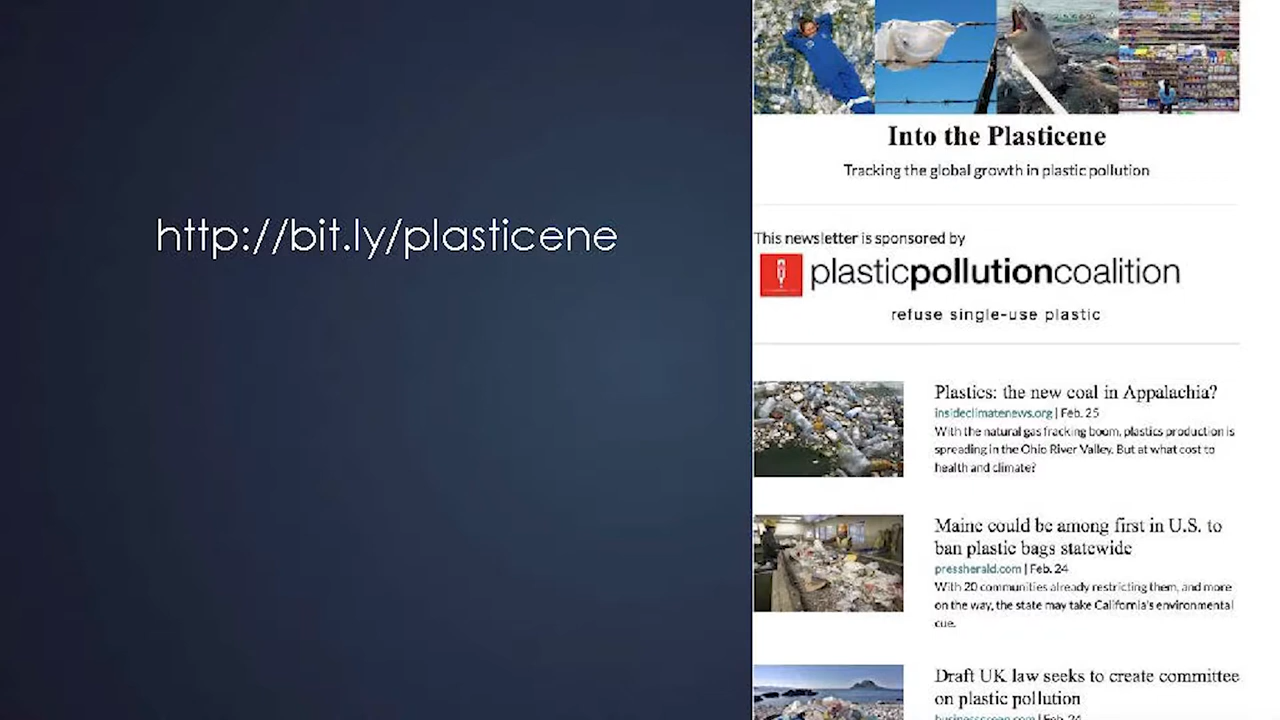 http://bit.ly/plasticene
Into the Plasticene
Tracking the global growth in plastic pollution
This newsletter is sponsored by
plasticpollutioncoalition
refuse single-use plastic
Plastics: the new coal in Appalachia?
insideclimatenews.org | Feb. 25
With the natural gas fracking boom, plastics production is
spreading in the Ohio River Valley. But at what cost to
health and climate?
Maine could be among first in U.S. to
ban plastic bags statewide
pressherald.com | Feb. 24
With 20 communities already restricting them, and more
on the way, the state may take California's environmental
cue.
Draft UK law seeks to create committee
on plastic pollution
businessgreen.com | Feb. 24